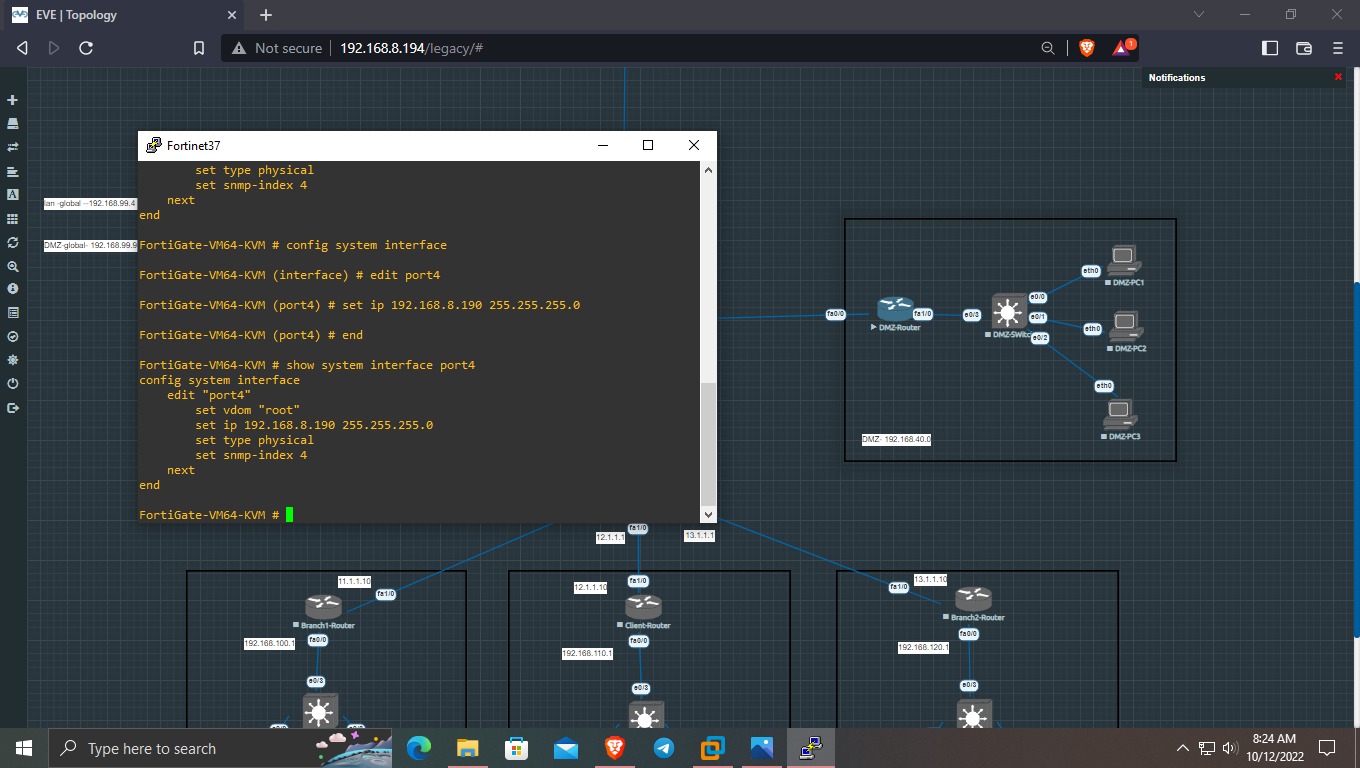 EVE | Topology
Not secure
192.168.8.194/legacy/#
1
Notifications
Fortinet37
set type physical
set snmp-index 4
next
end
FortiGate-VM64-KVM # config system interface
FortiGate-VM64-KVM (interface) # edit port4
FortiGate-VM64-KVM (port4) # set ip 192.168.8.190 255.255.255.0
FortiGate-VM64-KVM (port4) # end
FortiGate-VM64-KVM # show system interface port4
config system interface
edit "port4"
set vdom "root"
set ip 192.168.8.190 255.255.255.0
set type physical
set snmp-index 4
next
end
FortiGate-VM64-KVM #
lan -global --192.168.99.4
DMZ-global- 192.168.99.9
fa0/0
DMZ-Router
fa1/0
e0/3
DMZ-SWitch
e0/0
e0/1
e0/2
eth0
DMZ-PC1
eth0
DMZ-PC2
eth0
DMZ-PC3
DMZ- 192.168.40.0
fa1/0
12.1.1.1
13.1.1.1
11.1.1.10
fa1/0
Branch1-Router
192.168.100.1
fa0/0
e0/3
12.1.1.10
fa1/0
Client-Router
fa0/0
192.168.110.1
e0/3
13.1.1.10
fa1/0
Branch2-Router
fa0/0
192.168.120.1
e0/3
Type here to search
8:24 AM
10/12/2022